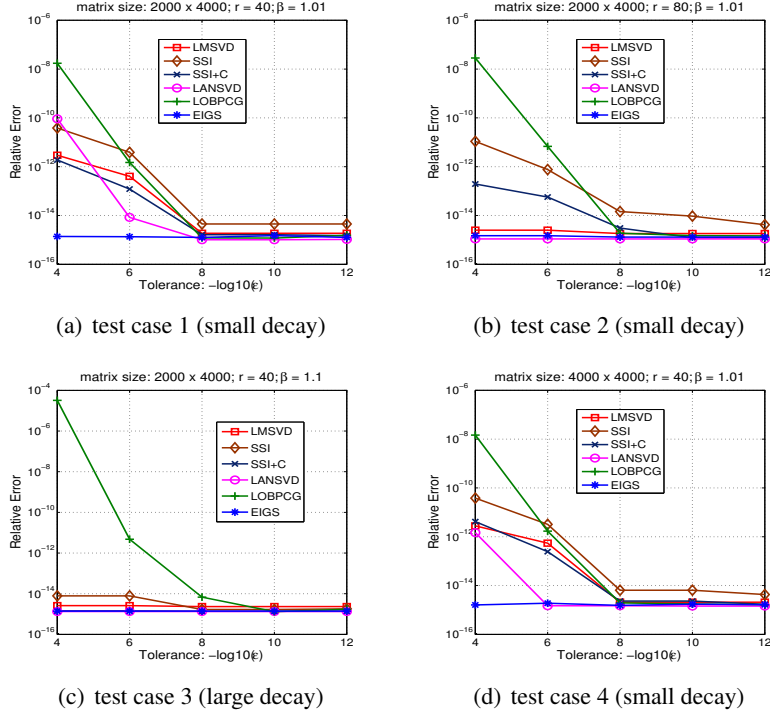 matrix size: 2000 x 4000; r = 40; β = 1.01
10^-6
10^-8
10^-10
10^-12
10^-14
10^-16
Relative Error
LMSVD
SSI
SSI+C
LANSVD
LOBPCG
EIGS
4 6 8 10 12
Tolerance: -log10(ε)
(a) test case 1 (small decay)
matrix size: 2000 x 4000; r = 80; β = 1.01
10^-6
10^-8
10^-10
10^-12
10^-14
10^-16
Relative Error
LMSVD
SSI
SSI+C
LANSVD
LOBPCG
EIGS
4 6 8 10 12
Tolerance: -log10(ε)
(b) test case 2 (small decay)
matrix size: 2000 x 4000; r = 40; β = 1.1
10^-4
10^-6
10^-8
10^-10
10^-12
10^-14
10^-16
Relative Error
LMSVD
SSI
SSI+C
LANSVD
LOBPCG
EIGS
4 6 8 10 12
Tolerance: -log10(ε)
(c) test case 3 (large decay)
matrix size: 4000 x 4000; r = 40; β = 1.01
10^-6
10^-8
10^-10
10^-12
10^-14
10^-16
Relative Error
LMSVD
SSI
SSI+C
LANSVD
LOBPCG
EIGS
4 6 8 10 12
Tolerance: -log10(ε)
(d) test case 4 (small decay)